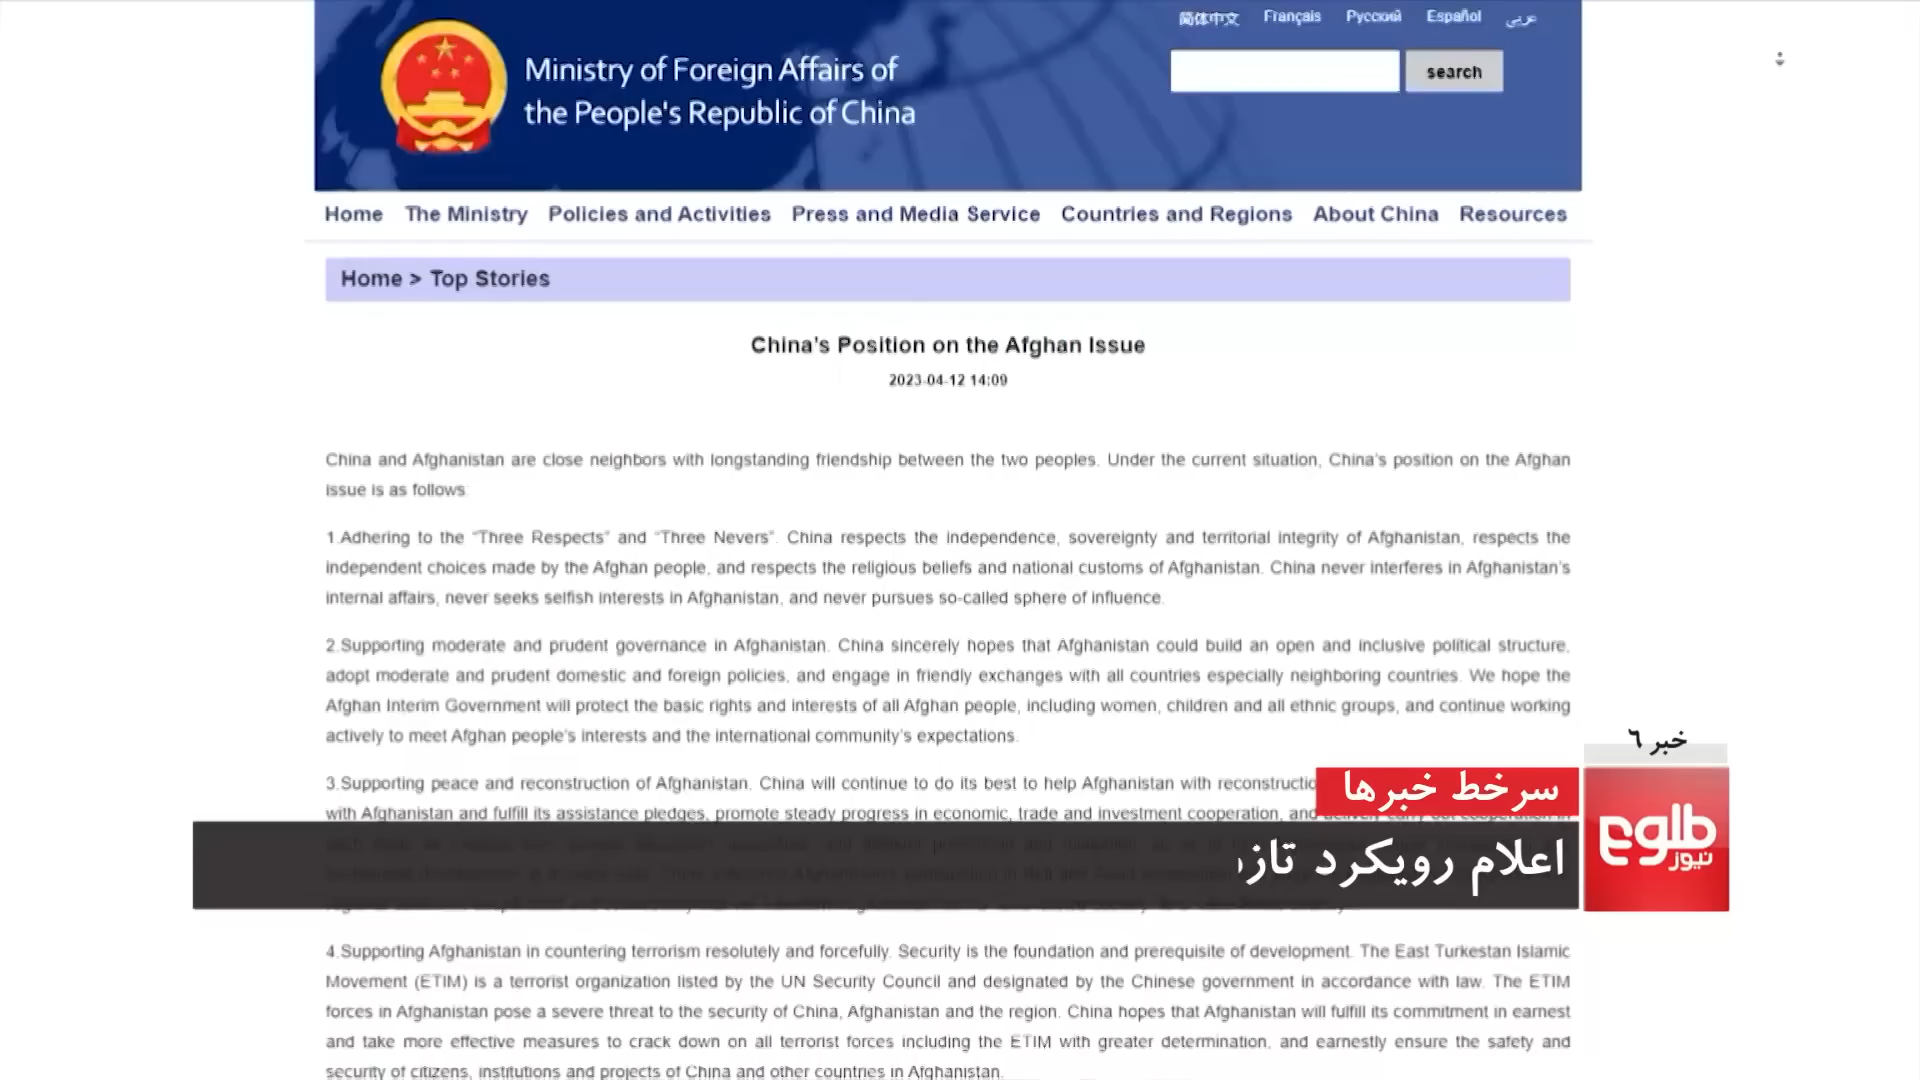 简体中文 Français Русский Español عربي
Ministry of Foreign Affairs of
the People's Republic of China
search
Home The Ministry Policies and Activities Press and Media Service Countries and Regions About China Resources
Home > Top Stories
China's Position on the Afghan Issue
2023-04-12 14:09
China and Afghanistan are close neighbors with longstanding friendship between the two peoples. Under the current situation, China's position on the Afghan
issue is as follows:
1.Adhering to the “Three Respects” and “Three Nevers”. China respects the independence, sovereignty and territorial integrity of Afghanistan, respects the
independent choices made by the Afghan people, and respects the religious beliefs and national customs of Afghanistan. China never interferes in Afghanistan's
internal affairs, never seeks selfish interests in Afghanistan, and never pursues so-called sphere of influence.
2.Supporting moderate and prudent governance in Afghanistan. China sincerely hopes that Afghanistan could build an open and inclusive political structure,
adopt moderate and prudent domestic and foreign policies, and engage in friendly exchanges with all countries especially neighboring countries. We hope the
Afghan Interim Government will protect the basic rights and interests of all Afghan people, including women, children and all ethnic groups, and continue working
actively to meet Afghan people's interests and the international community's expectations.
3.Supporting peace and reconstruction of Afghanistan. China will continue to do its best to help Afghanistan with
with Afghanistan and fulfill its assistance pledges, promote steady progress in economic, trade and investment cooperation, and
خبر ٦
سرخط خبرها
اعلام رویکرد
طلوع
نیوز
4.Supporting Afghanistan in countering terrorism resolutely and forcefully. Security is the foundation and prerequisite of development. The East Turkestan Islamic
Movement (ETIM) is a terrorist organization listed by the UN Security Council and designated by the Chinese government in accordance with law. The ETIM
forces in Afghanistan pose a severe threat to the security of China, Afghanistan and the region. China hopes that Afghanistan will fulfill its commitment in earnest
and take more effective measures to crack down on all terrorist forces including the ETIM with greater determination, and earnestly ensure the safety and
security of citizens, institutions and projects of China and other countries in Afghanistan.